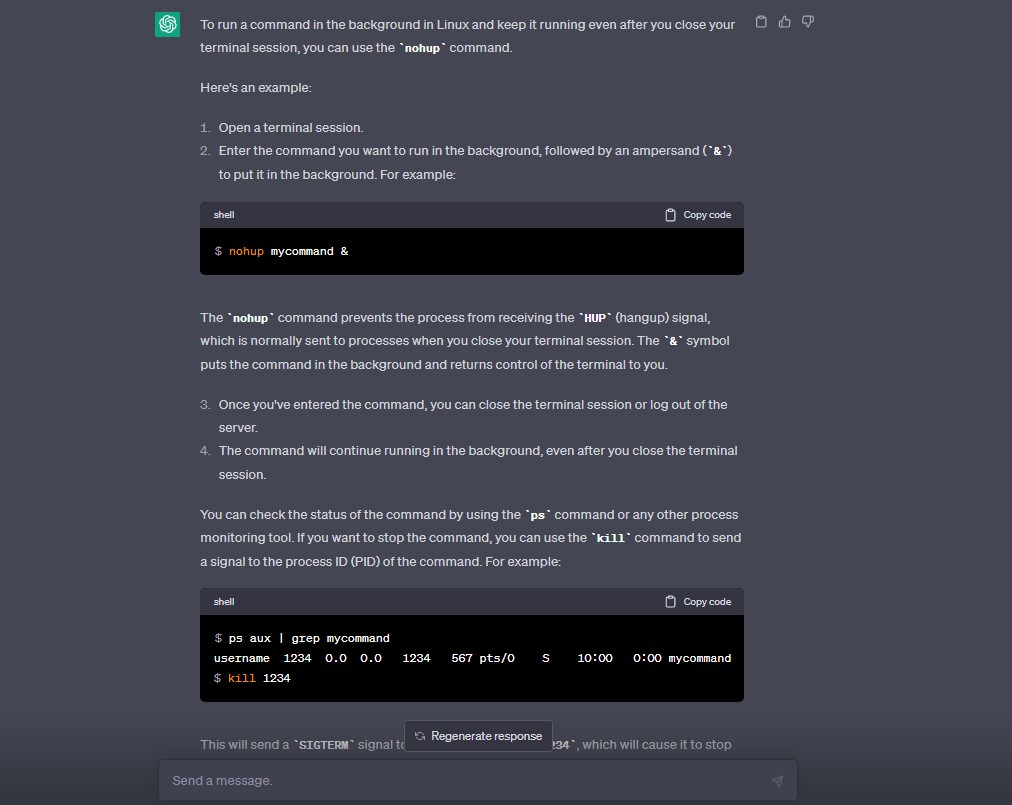 To run a command in the background in Linux and keep it running even after you close your
terminal session, you can use the `nohup` command.
Here's an example:
1. Open a terminal session.
2. Enter the command you want to run in the background, followed by an ampersand (`&`)
to put it in the background. For example:
shell Copy code
$ nohup mycommand &
The `nohup` command prevents the process from receiving the `HUP` (hangup) signal,
which is normally sent to processes when you close your terminal session. The `&` symbol
puts the command in the background and returns control of the terminal to you.
3. Once you've entered the command, you can close the terminal session or log out of the
server.
4. The command will continue running in the background, even after you close the terminal
session.
You can check the status of the command by using the `ps` command or any other process
monitoring tool. If you want to stop the command, you can use the `kill` command to send
a signal to the process ID (PID) of the command. For example:
shell Copy code
$ ps aux | grep mycommand
username 1234 0.0 0.0 1234 567 pts/0 S 10:00 0:00 mycommand
$ kill 1234
Regenerate response
This will send a `SIGTERM` signal to 234`, which will cause it to stop
Send a message.